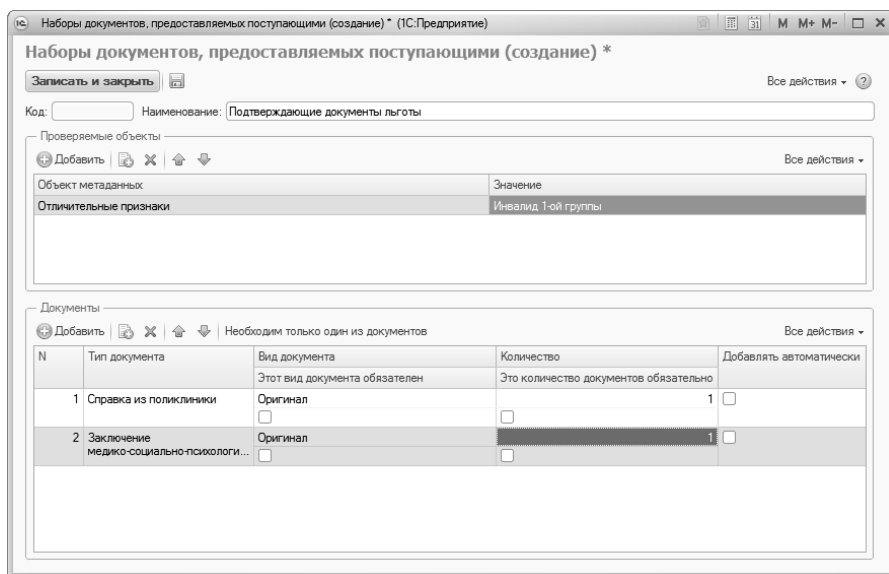 Наборы документов, предоставляемых поступающими (создание) * (1С:Предприятие)
M M+ M-
Наборы документов, предоставляемых поступающими (создание) *
Записать и закрыть
Все действия
Код:
Наименование: Подтверждающие документы льготы
Проверяемые объекты
Добавить
Все действия
Объект метаданных Значение
Отличительные признаки Инвалид 1-ой группы
Документы
Добавить Необходим только один из документов Все действия
N Тип документа Вид документа Количество Добавлять автоматически
Этот вид документа обязателен Это количество документов обязательно
1 Справка из поликлиники Оригинал 1
2 Заключение Оригинал 1
медико-социально-психологи...